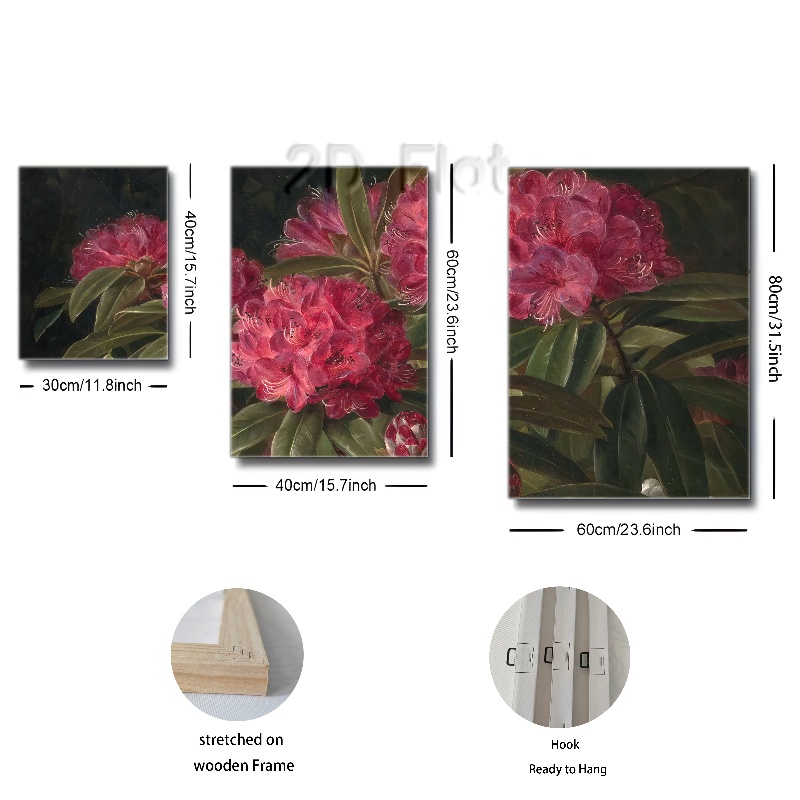 2D Flat
40cm/15.7inch
30cm/11.8inch
60cm/23.6inch
40cm/15.7inch
80cm/31.5inch
60cm/23.6inch
stretched on
wooden Frame
Hook
Ready to Hang